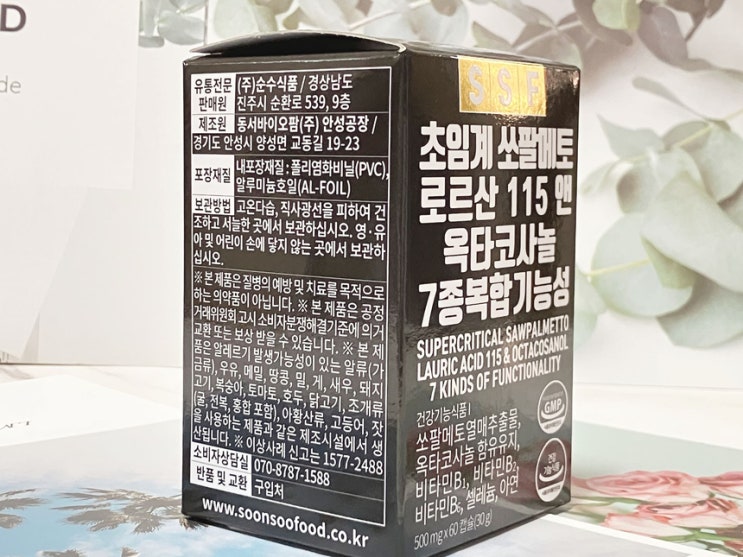 D
de
유통전문
판매원
(주)순수식품 / 경상남도
진주시 순환로 539, 9층
제조원
동서바이오팜(주) 안성공장 /
경기도 안성시 양성면 교동길 19-23
포장재질
내포장재질 : 폴리염화비닐(PVC),
알루미늄호일(AL-FOIL)
보관방법
고온다습, 직사광선을 피하여 건
조하고 서늘한 곳에서 보관하십시오. 영·유
아 및 어린이 손에 닿지 않는 곳에서 보관하
십시오.
※ 본 제품은 질병의 예방 및 치료를 목적으로
하는 의약품이 아닙니다. ※ 본 제품은 공정
거래위원회 고시 소비자분쟁해결기준에 의거
교환 또는 보상 받을 수 있습니다. ※ 본 제
품은 알레르기 발생가능성이 있는 알류(가
금류), 우유, 메밀, 땅콩, 밀, 게, 새우, 돼지
고기, 복숭아, 토마토, 호두, 닭고기, 조개류
(굴, 전복, 홍합 포함), 아황산류, 고등어, 잣
을 사용하는 제품과 같은 제조시설에서 생
산됩니다. ※ 이상사례 신고는 1577-2488
소비자상담실
070-8787-1588
반품 및 교환
구입처
www.soonsoofood.co.kr
SSF
초임계 쏘팔메토
로르산 115 앤
옥타코사놀
7종복합기능성
SUPERCRITICAL SAWPALMETTO
LAURIC ACID 115 & OCTACOSANOL
7 KINDS OF FUNCTIONALITY
건강기능식품
쏘팔메토열매추출물,
옥타코사놀 함유유지,
비타민B₁, 비타민B₂,
비타민B₆, 셀레늄, 아연
500 mg x 60 캡슐(30 g)
GMP
건강
기능식품